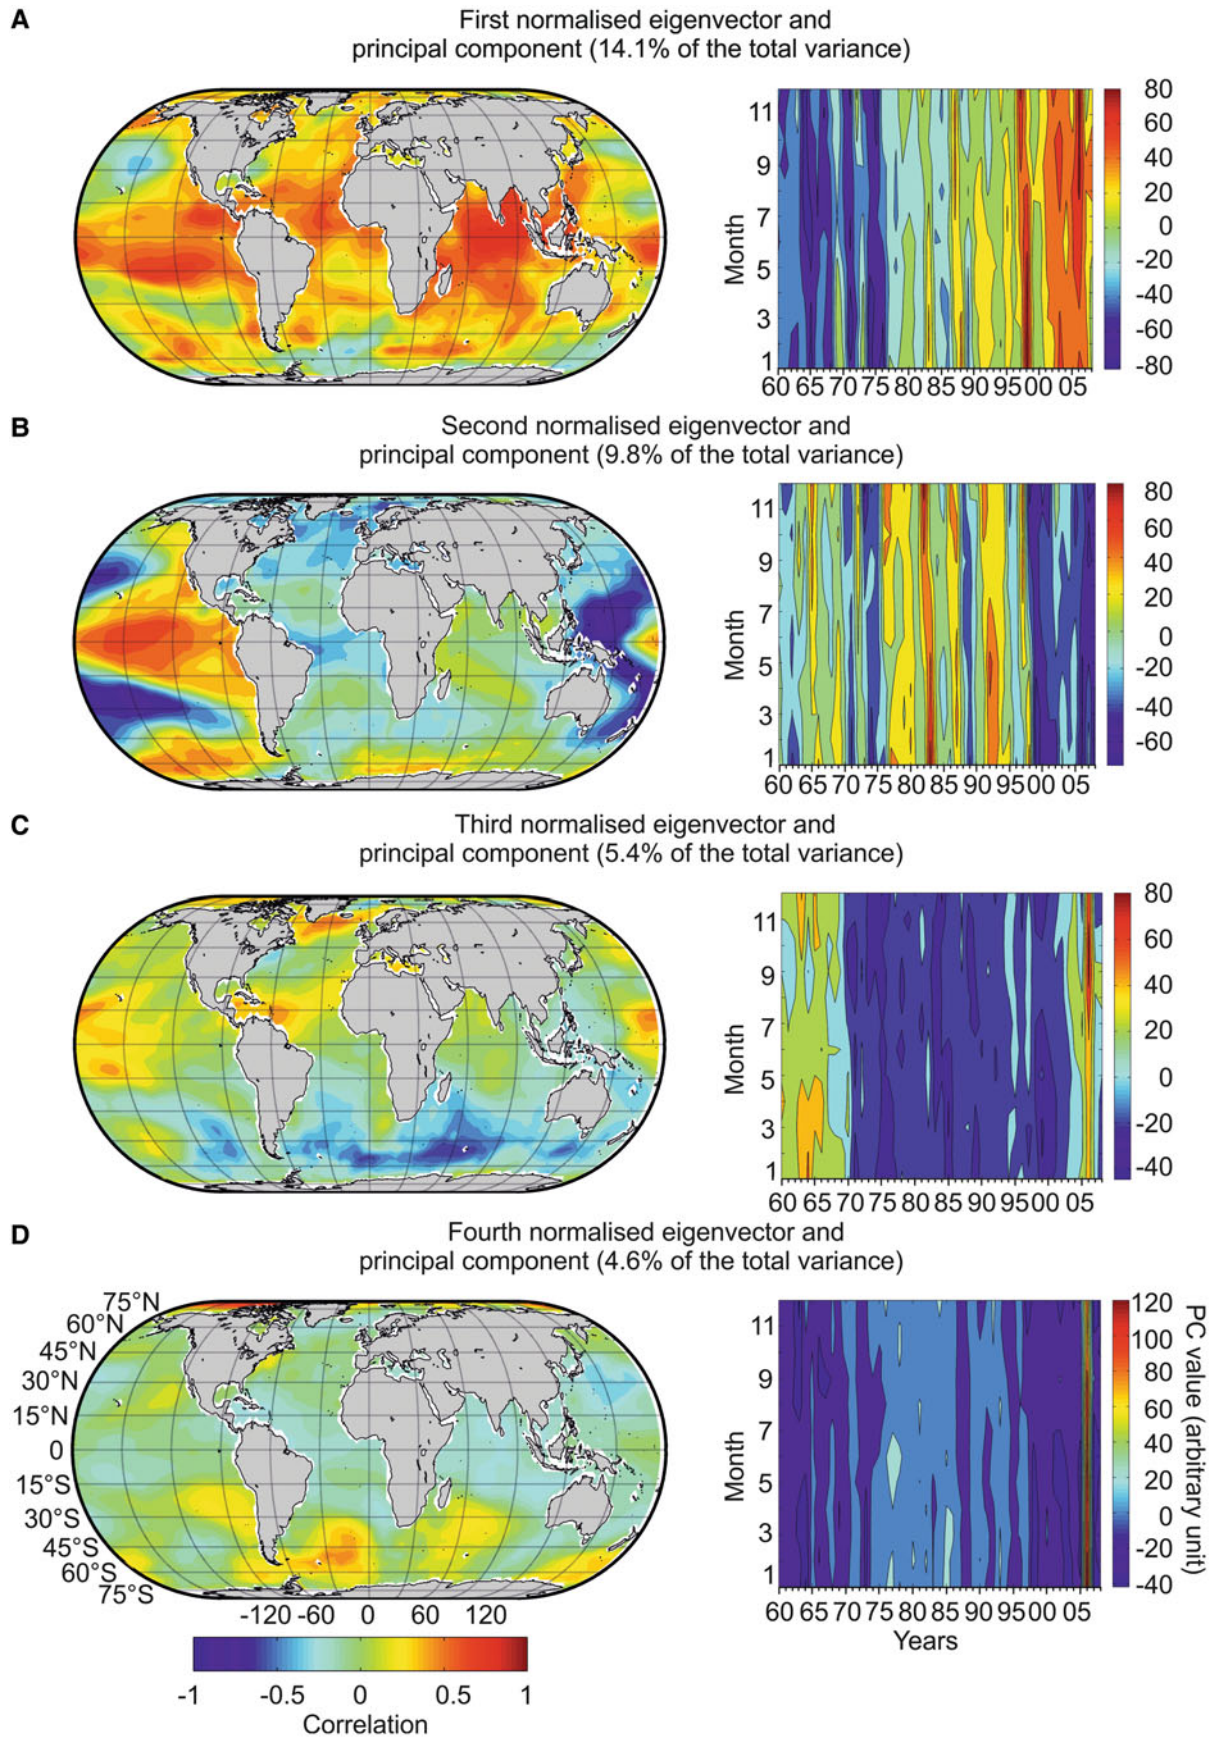 A
First normalised eigenvector and
principal component (14.1% of the total variance)
Month
11
9
7
5
3
1
60 65 70 75 80 85 90 95 00 05
80
60
40
20
0
-20
-40
-60
-80
B
Second normalised eigenvector and
principal component (9.8% of the total variance)
Month
11
9
7
5
3
1
60 65 70 75 80 85 90 95 00 05
80
60
40
20
0
-20
-40
-60
C
Third normalised eigenvector and
principal component (5.4% of the total variance)
Month
11
9
7
5
3
1
60 65 70 75 80 85 90 95 00 05
80
60
40
20
0
-20
-40
D
Fourth normalised eigenvector and
principal component (4.6% of the total variance)
75°N
60°N
45°N
30°N
15°N
0
15°S
30°S
45°S
60°S
75°S
-120 -60 0 60 120
Month
11
9
7
5
3
1
60 65 70 75 80 85 90 95 00 05
Years
120
100
80
60
40
20
0
-20
-40
PC value (arbitrary unit)
-1 -0.5 0 0.5 1
Correlation